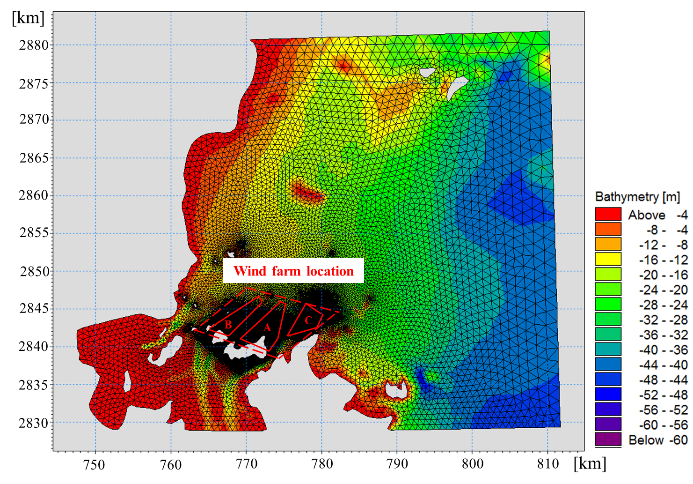 [km]
2880
2875
2870
2865
2860
2855
2850
2845
2840
2835
2830
Wind farm location
B
A
C
Bathymetry [m]
Above -4
-8 - -4
-12 - -8
-16 - -12
-20 - -16
-24 - -20
-28 - -24
-32 - -28
-36 - -32
-40 - -36
-44 - -40
-48 - -44
-52 - -48
-56 - -52
-60 - -56
Below -60
750 760 770 780 790 800 810 [km]